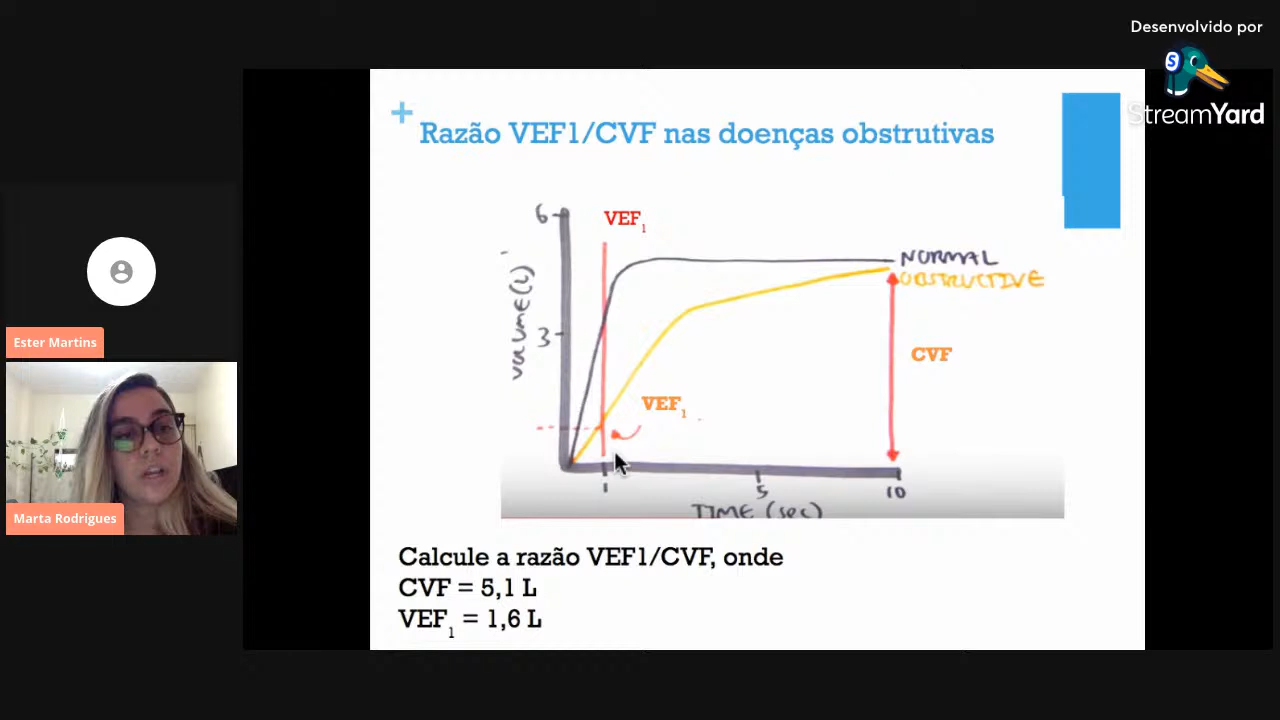 Desenvolvido por
StreamYard
+
Razão VEF1/CVF nas doenças obstrutivas
6
VEF1
NORMAL
OBSTRUCTIVE
VOLUME(L)
3
CVF
VEF1
1
5
10
TIME (sec)
Ester Martins
Marta Rodrigues
Calcule a razão VEF1/CVF, onde
CVF = 5,1 L
VEF1 = 1,6 L